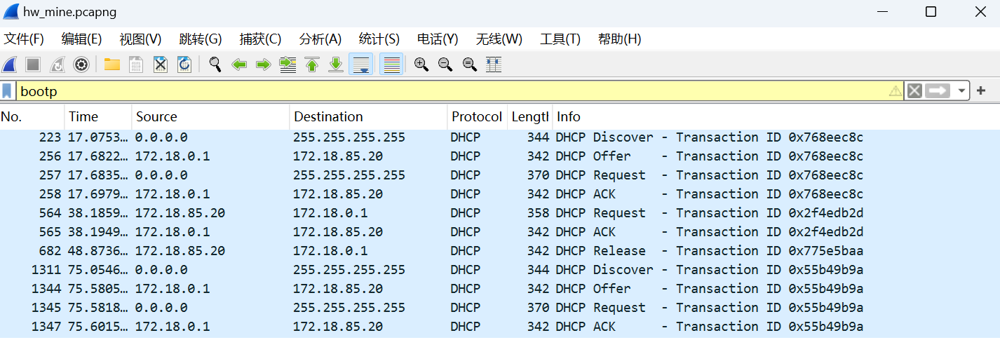 hw_mine.pcapng
文件(F) 编辑(E) 视图(V) 跳转(G) 捕获(C) 分析(A) 统计(S) 电话(Y) 无线(W) 工具(T) 帮助(H)
bootp
No. Time Source Destination Protocol Length Info
223 17.0753… 0.0.0.0 255.255.255.255 DHCP 344 DHCP Discover - Transaction ID 0x768eec8c
256 17.6822… 172.18.0.1 172.18.85.20 DHCP 342 DHCP Offer - Transaction ID 0x768eec8c
257 17.6835… 0.0.0.0 255.255.255.255 DHCP 370 DHCP Request - Transaction ID 0x768eec8c
258 17.6979… 172.18.0.1 172.18.85.20 DHCP 342 DHCP ACK - Transaction ID 0x768eec8c
564 38.1859… 172.18.85.20 172.18.0.1 DHCP 358 DHCP Request - Transaction ID 0x2f4edb2d
565 38.1949… 172.18.0.1 172.18.85.20 DHCP 342 DHCP ACK - Transaction ID 0x2f4edb2d
682 48.8736… 172.18.85.20 172.18.0.1 DHCP 342 DHCP Release - Transaction ID 0x775e5baa
1311 75.0546… 0.0.0.0 255.255.255.255 DHCP 344 DHCP Discover - Transaction ID 0x55b49b9a
1344 75.5805… 172.18.0.1 172.18.85.20 DHCP 342 DHCP Offer - Transaction ID 0x55b49b9a
1345 75.5818… 0.0.0.0 255.255.255.255 DHCP 370 DHCP Request - Transaction ID 0x55b49b9a
1347 75.6015… 172.18.0.1 172.18.85.20 DHCP 342 DHCP ACK - Transaction ID 0x55b49b9a